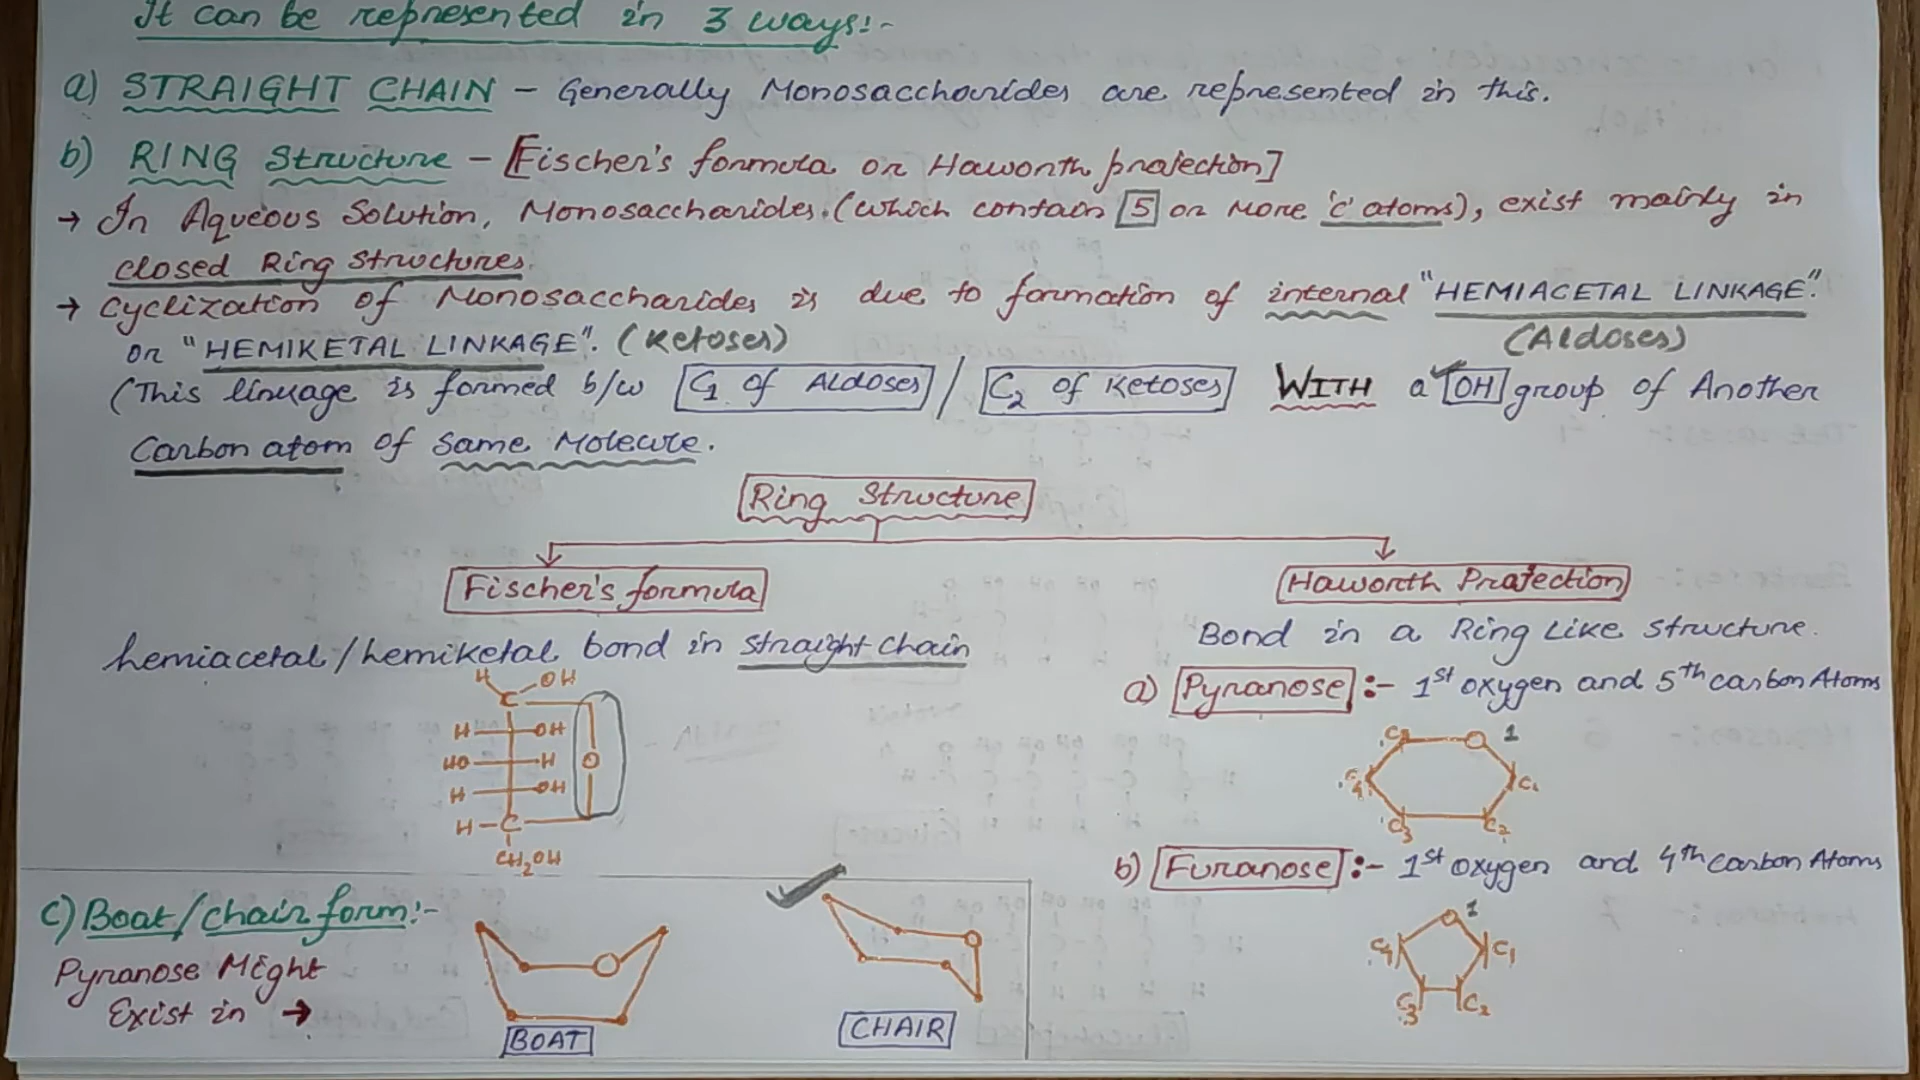 It can be represented in 3 ways:-
a) STRAIGHT CHAIN - Generally Monosaccharides are represented in this.
b) RING Structure - [Fischer's formula or Haworth projection]
→ In Aqueous Solution, Monosaccharides (which contain 5 or more 'C' atoms), exist mainly in
closed Ring Structures.
→ Cyclization of Monosaccharides is due to formation of internal "HEMIACETAL LINKAGE".
or "HEMIKETAL LINKAGE". (Ketoses) (Aldoses)
(This linkage is formed b/w C1 of Aldoses / C2 of Ketoses WITH a OH group of Another
Carbon atom of Same Molecule.
Ring Structure
Fischer's formula
Haworth Projection
hemiacetal/hemiketal bond in straight chain
H OH
C
H OH
HO H
O
H OH
H-C
CH2OH
Bond in a Ring Like Structure.
a) Pyranose :- 1st oxygen and 5th carbon Atoms
1
C4 C1
C3 C2
b) Furanose :- 1st oxygen and 4th carbon Atoms
1
C4 C1
C3 C2
c) Boat/chair form:-
Pyranose Might
Exist in →
BOAT
CHAIR